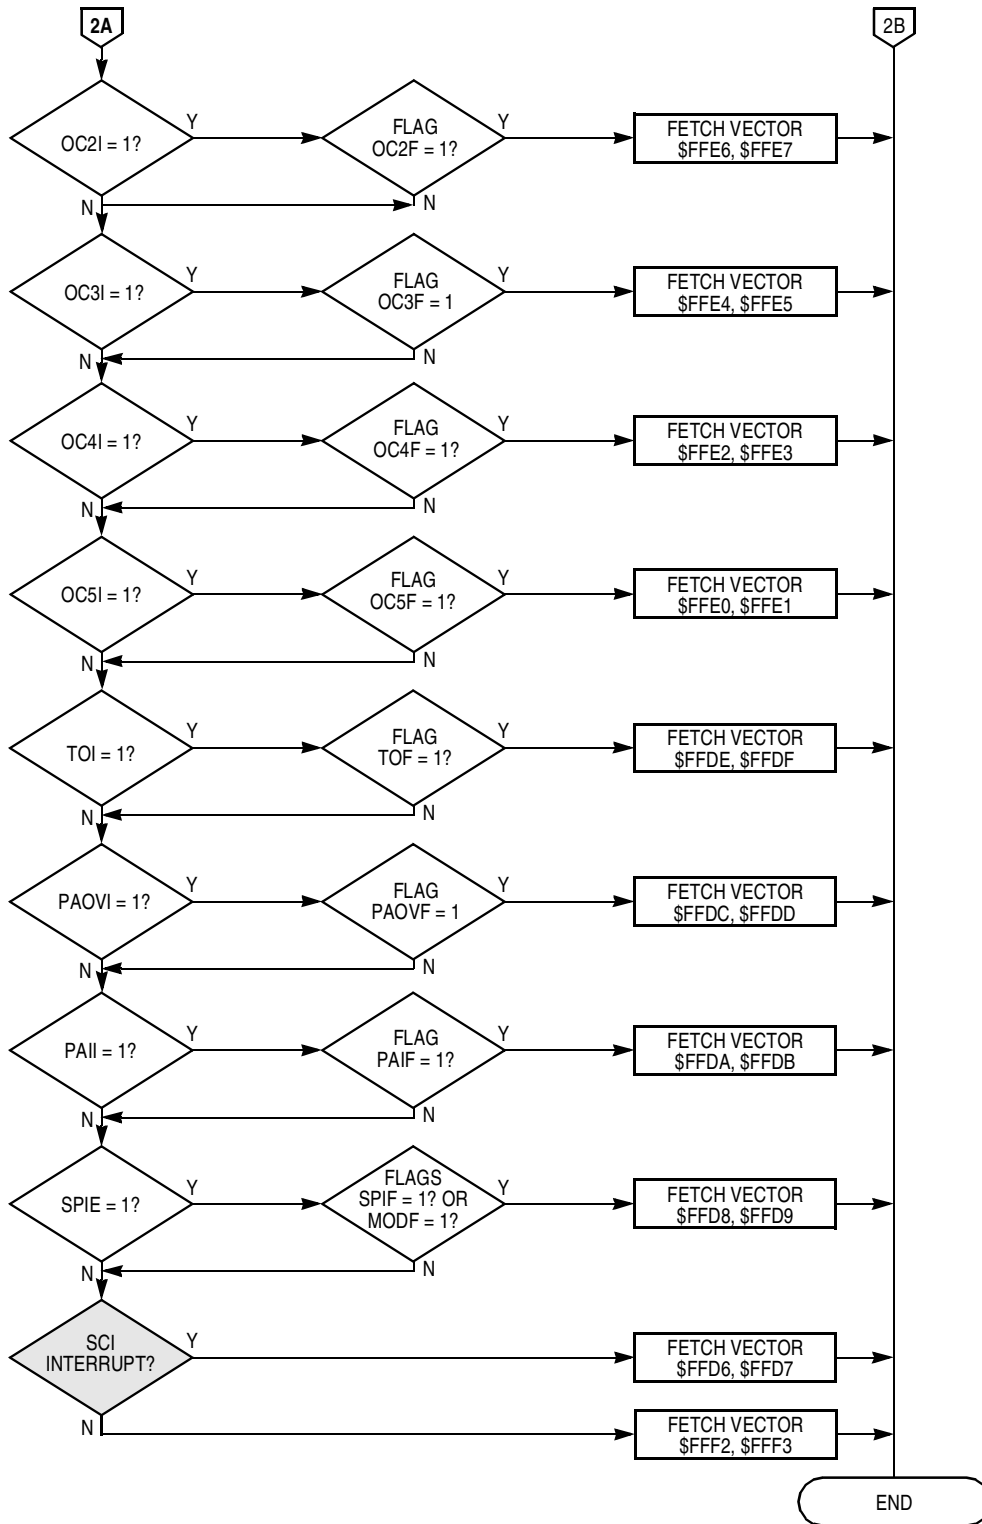 2A
2B
OC2I = 1?
Y
FLAG
OC2F = 1?
Y
FETCH VECTOR
$FFE6, $FFE7
N
N
OC3I = 1?
Y
FLAG
OC3F = 1
Y
FETCH VECTOR
$FFE4, $FFE5
N
N
OC4I = 1?
Y
FLAG
OC4F = 1?
Y
FETCH VECTOR
$FFE2, $FFE3
N
N
OC5I = 1?
Y
FLAG
OC5F = 1?
Y
FETCH VECTOR
$FFE0, $FFE1
N
N
TOI = 1?
Y
FLAG
TOF = 1?
Y
FETCH VECTOR
$FFDE, $FFDF
N
N
PAOVI = 1?
Y
FLAG
PAOVF = 1
Y
FETCH VECTOR
$FFDC, $FFDD
N
N
PAII = 1?
Y
FLAG
PAIF = 1?
Y
FETCH VECTOR
$FFDA, $FFDB
N
N
SPIE = 1?
Y
FLAGS
SPIF = 1? OR
MODF = 1?
Y
FETCH VECTOR
$FFD8, $FFD9
N
N
SCI
INTERRUPT?
Y
FETCH VECTOR
$FFD6, $FFD7
N
FETCH VECTOR
$FFF2, $FFF3
END